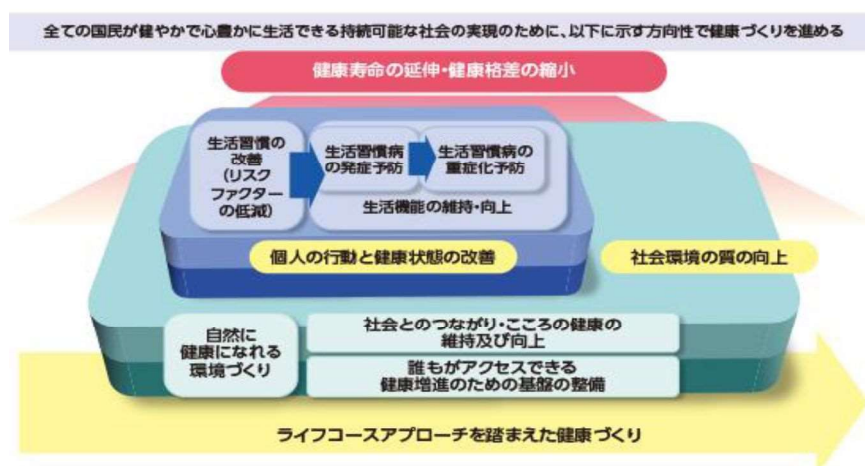 全ての国民が健やかで心豊かに生活できる持続可能な社会の実現のために、以下に示す方向性で健康づくりを進める
健康寿命の延伸・健康格差の縮小
生活習慣の
改善
(リスク
ファクター
の低減)
生活習慣病
の発症予防
生活習慣病の
重症化予防
生活機能の維持・向上
個人の行動と健康状態の改善
社会環境の質の向上
自然に
健康になれる
環境づくり
社会とのつながり・こころの健康の
維持及び向上
誰もがアクセスできる
健康増進のための基盤の整備
ライフコースアプローチを踏まえた健康づくり